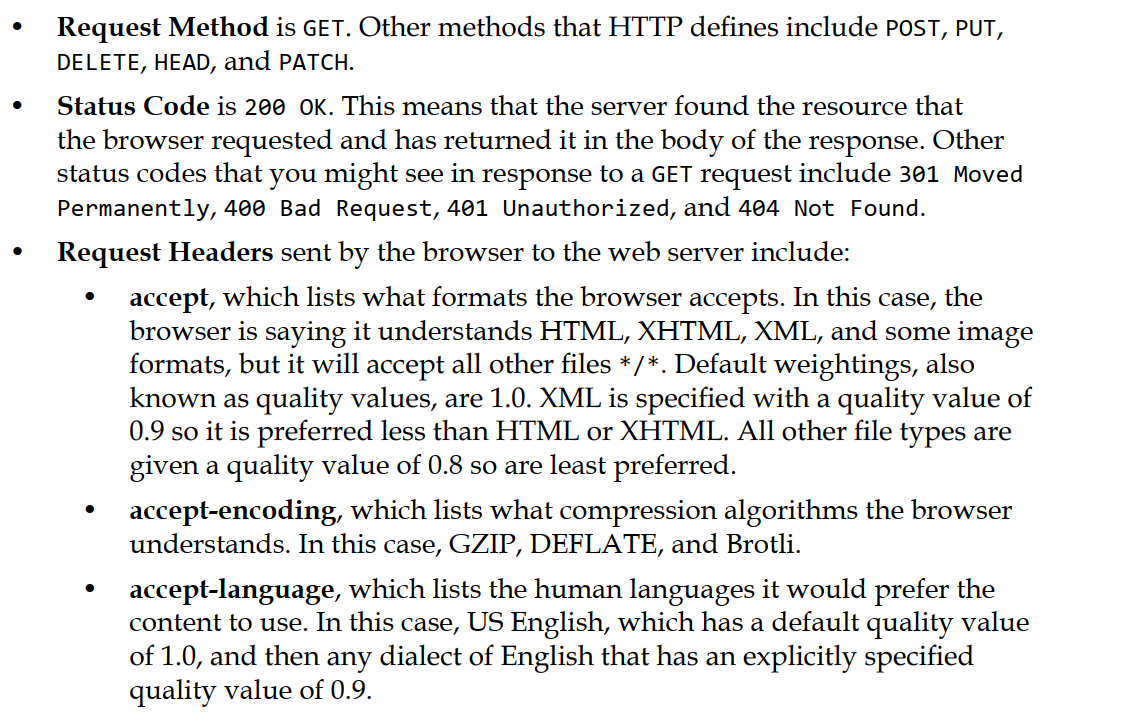 • Request Method is GET. Other methods that HTTP defines include POST, PUT,
DELETE, HEAD, and PATCH.
• Status Code is 200 OK. This means that the server found the resource that
the browser requested and has returned it in the body of the response. Other
status codes that you might see in response to a GET request include 301 Moved
Permanently, 400 Bad Request, 401 Unauthorized, and 404 Not Found.
• Request Headers sent by the browser to the web server include:
• accept, which lists what formats the browser accepts. In this case, the
browser is saying it understands HTML, XHTML, XML, and some image
formats, but it will accept all other files */*. Default weightings, also
known as quality values, are 1.0. XML is specified with a quality value of
0.9 so it is preferred less than HTML or XHTML. All other file types are
given a quality value of 0.8 so are least preferred.
• accept-encoding, which lists what compression algorithms the browser
understands. In this case, GZIP, DEFLATE, and Brotli.
• accept-language, which lists the human languages it would prefer the
content to use. In this case, US English, which has a default quality value
of 1.0, and then any dialect of English that has an explicitly specified
quality value of 0.9.